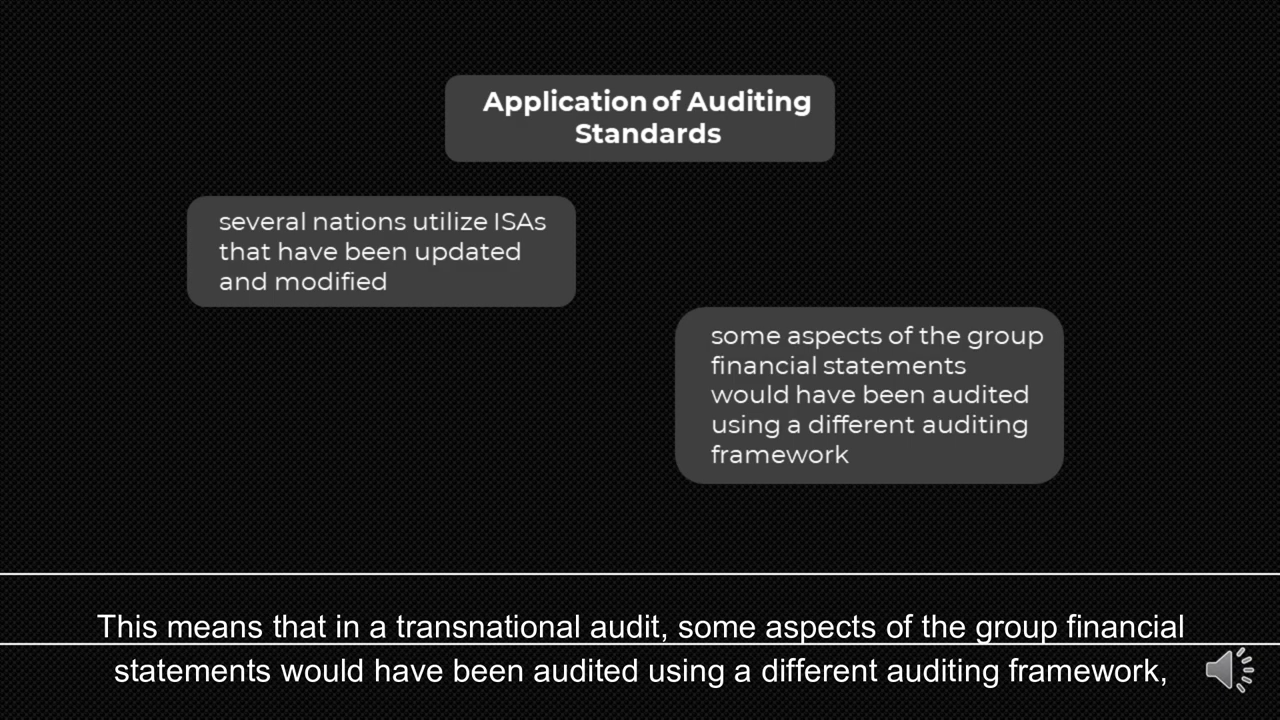 Application of Auditing
Standards
several nations utilize ISAs
that have been updated
and modified
some aspects of the group
financial statements
would have been audited
using a different auditing
framework
This means that in a transnational audit, some aspects of the group financial
statements would have been audited using a different auditing framework,